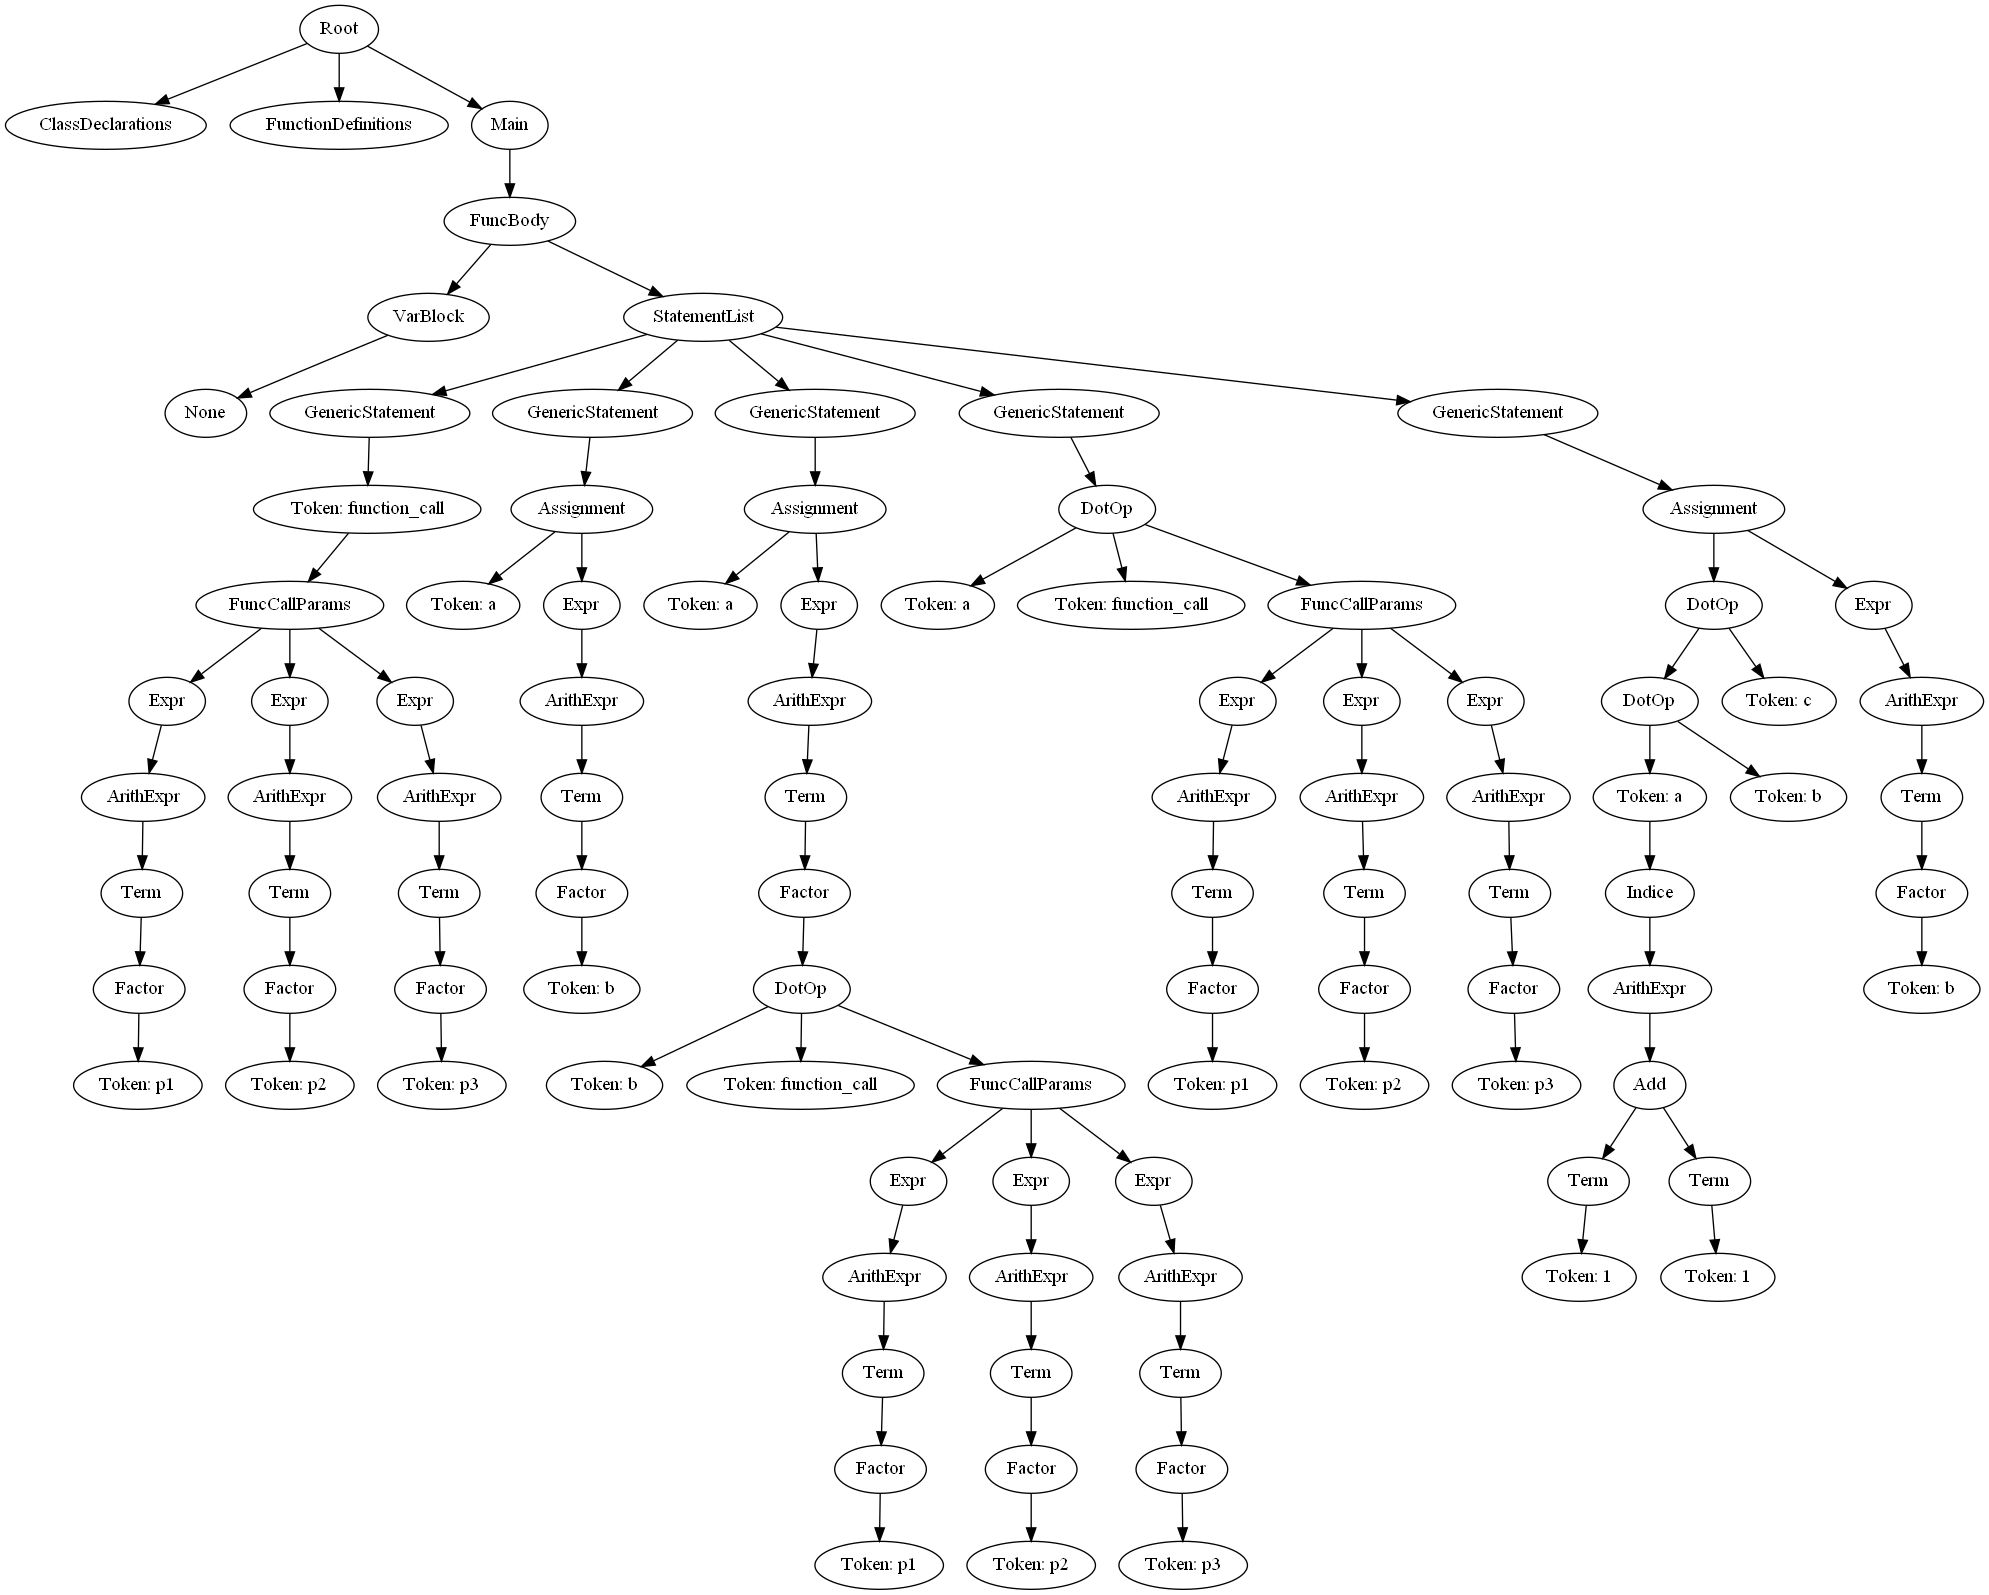 Root
ClassDeclarations FunctionDefinitions Main
FuncBody
VarBlock StatementList
None GenericStatement GenericStatement GenericStatement GenericStatement GenericStatement
Token: function_call Assignment Assignment DotOp Assignment
FuncCallParams Token: a Expr Token: a Expr Token: a Token: function_call FuncCallParams DotOp Expr
Expr Expr Expr ArithExpr ArithExpr Expr Expr Expr DotOp Token: c ArithExpr
ArithExpr ArithExpr ArithExpr Term Term ArithExpr ArithExpr ArithExpr Token: a Token: b Term
Term Term Term Factor Factor Term Term Term Indice Factor
Factor Factor Factor Token: b DotOp Factor Factor Factor ArithExpr Token: b
Token: p1 Token: p2 Token: p3 Token: b Token: function_call FuncCallParams Token: p1 Token: p2 Token: p3 Add
Expr Expr Expr Term Term
ArithExpr ArithExpr ArithExpr Token: 1 Token: 1
Term Term Term
Factor Factor Factor
Token: p1 Token: p2 Token: p3